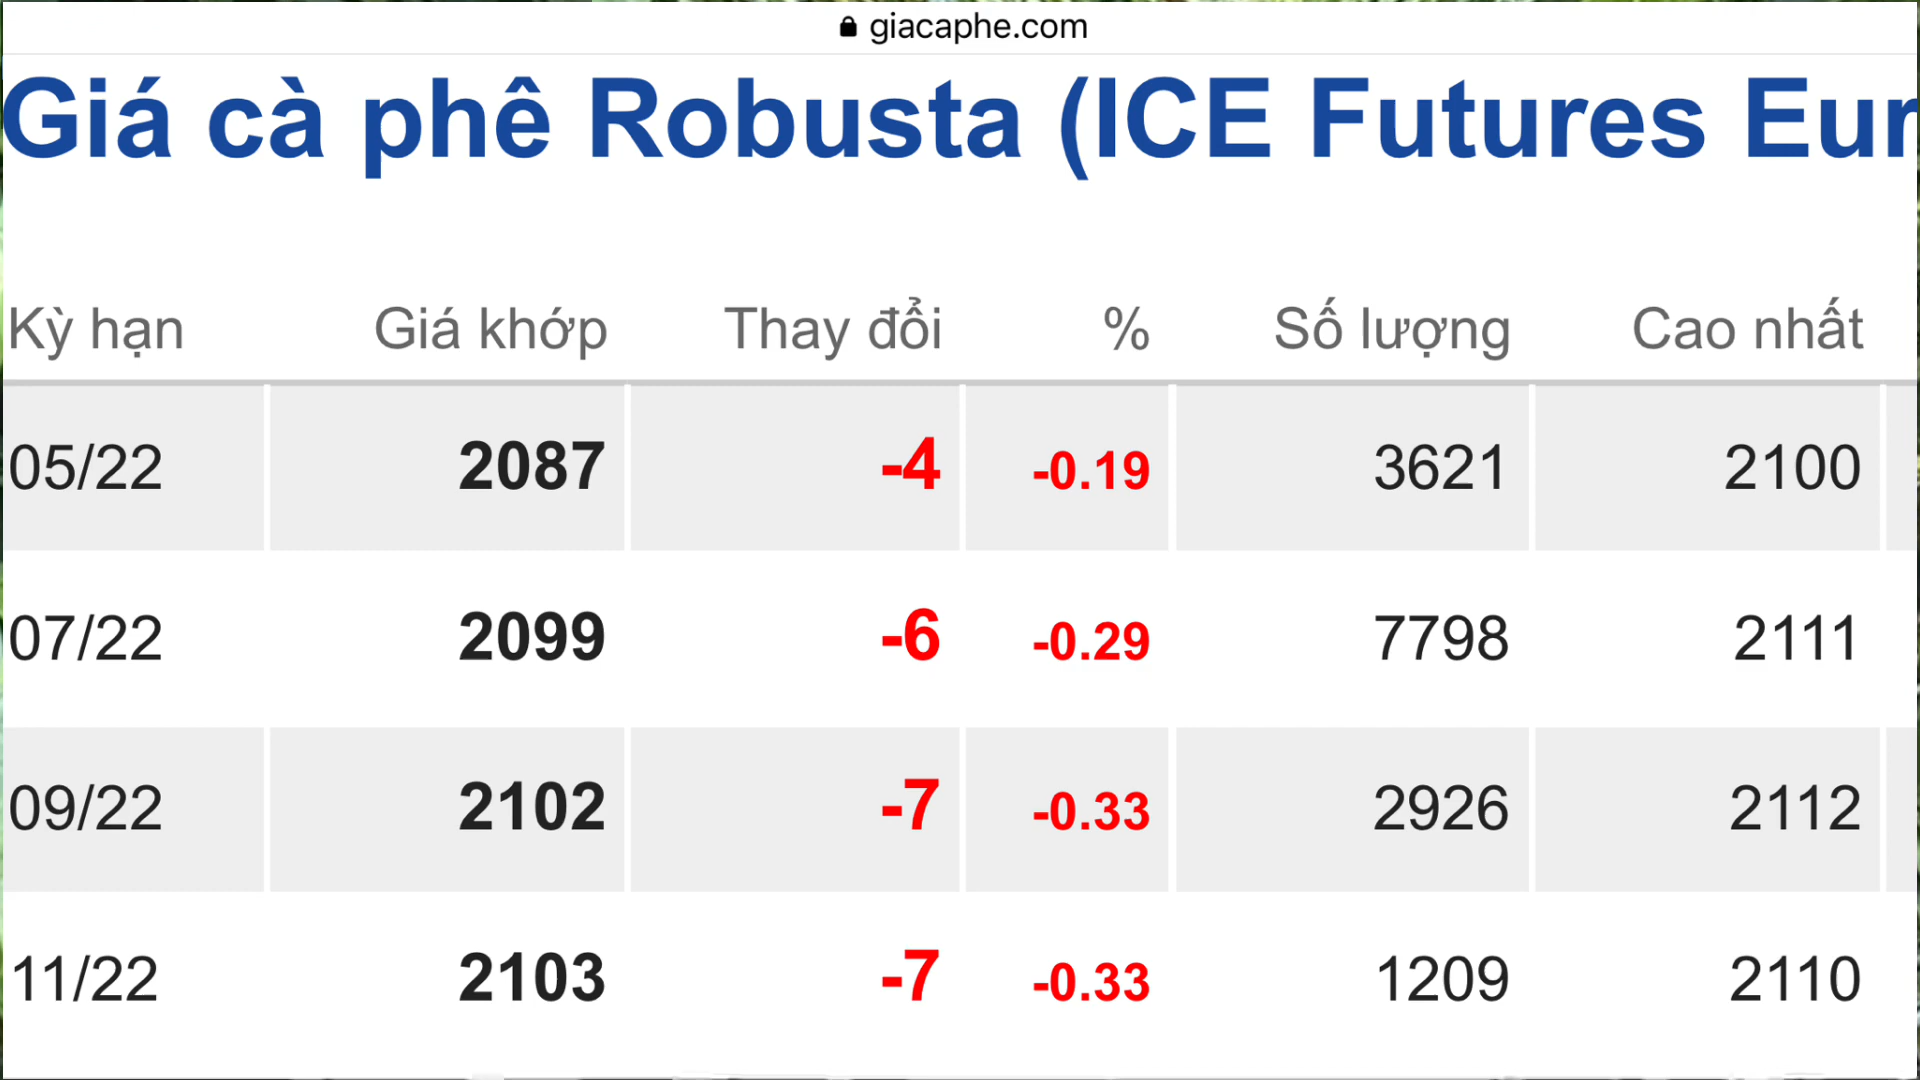 giacaphe.com
Giá cà phê Robusta (ICE Futures Eur
Kỳ hạn Giá khớp Thay đổi % Số lượng Cao nhất
05/22 2087 -4 -0.19 3621 2100
07/22 2099 -6 -0.29 7798 2111
09/22 2102 -7 -0.33 2926 2112
11/22 2103 -7 -0.33 1209 2110